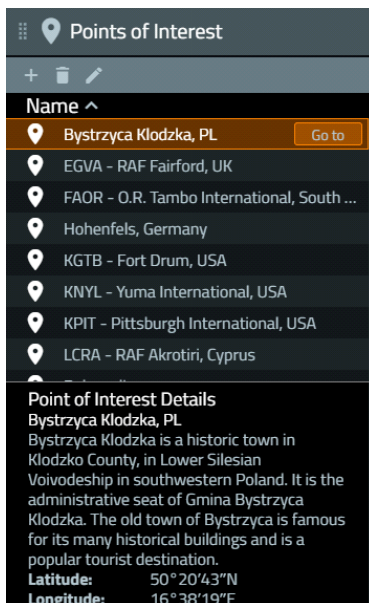 Points of Interest
Name
Bystrzyca Klodzka, PL
Go to
EGVA - RAF Fairford, UK
FAOR - O.R. Tambo International, South ...
Hohenfels, Germany
KGTB - Fort Drum, USA
KNYL - Yuma International, USA
KPIT - Pittsburgh International, USA
LCRA - RAF Akrotiri, Cyprus
Point of Interest Details
Bystrzyca Klodzka, PL
Bystrzyca Klodzka is a historic town in
Klodzko County, in Lower Silesian
Voivodeship in southwestern Poland. It is the
administrative seat of Gmina Bystrzyca
Klodzka. The old town of Bystrzyca is famous
for its many historical buildings and is a
popular tourist destination.
Latitude: 50°20′43″N
Longitude: 16°38′19″E